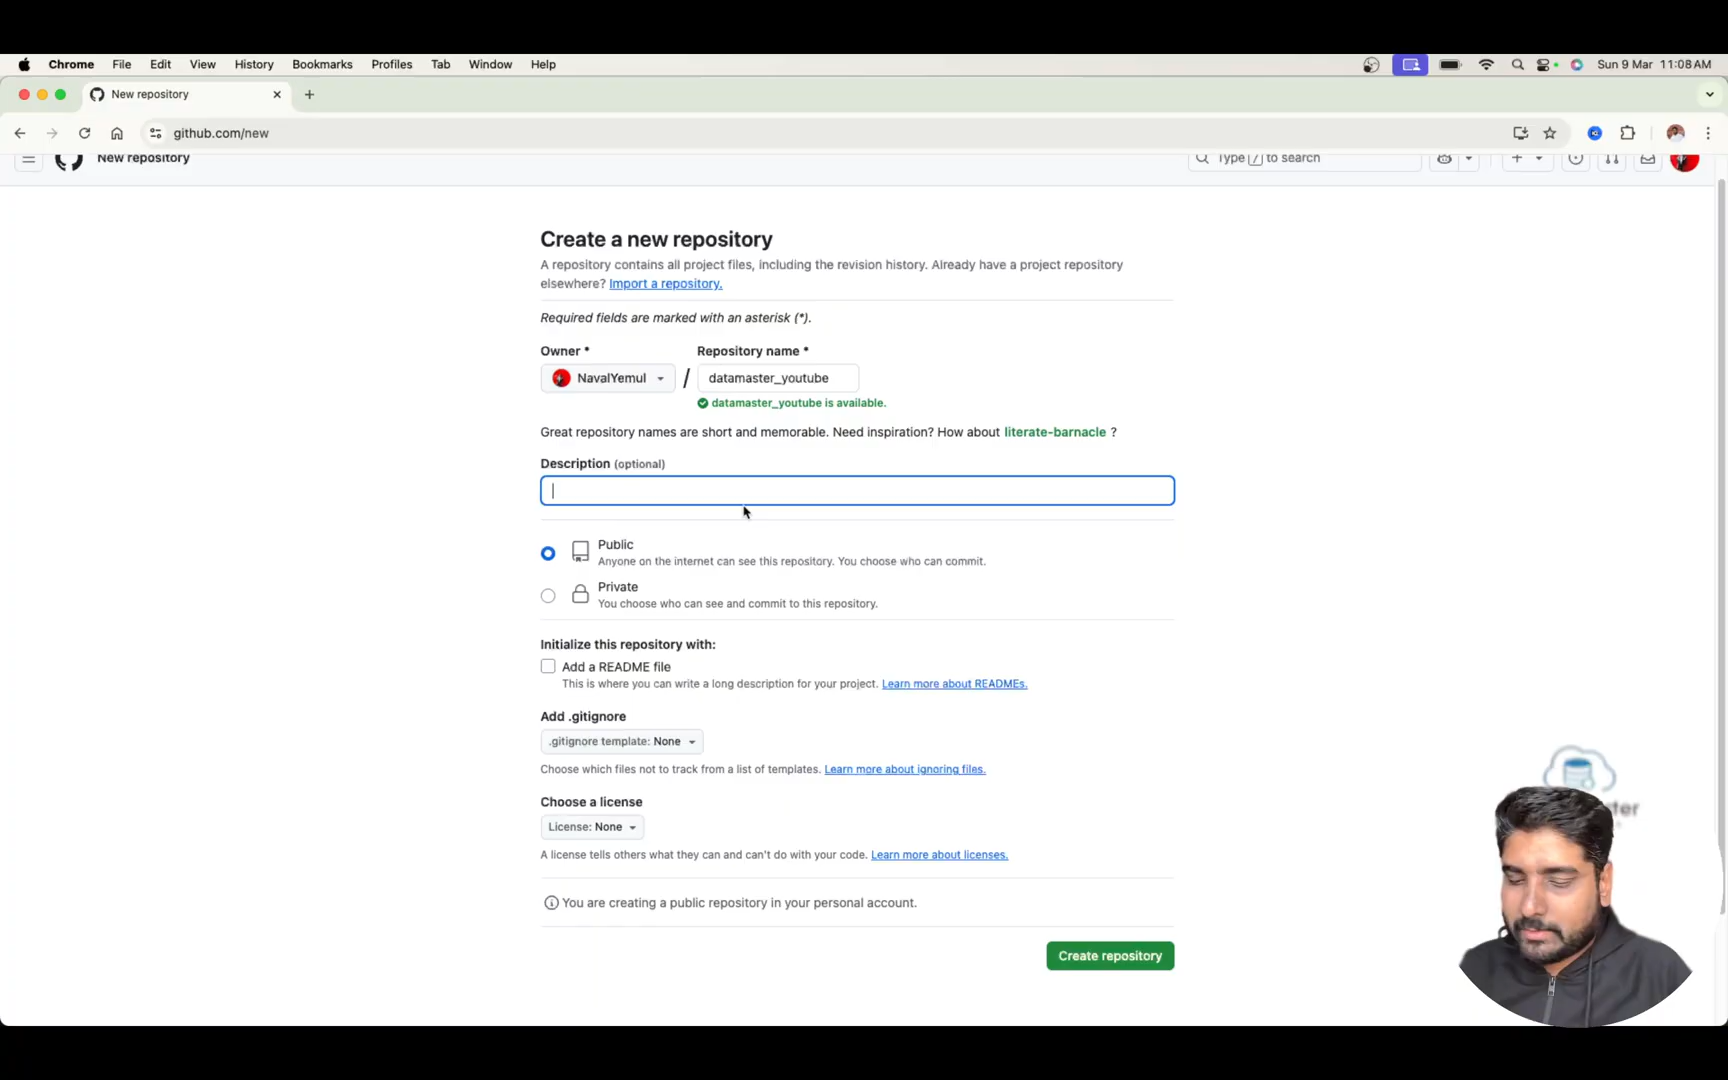 Chrome File Edit View History Bookmarks Profiles Tab Window Help Sun 9 Mar 11:08 AM
New repository
github.com/new
New repository Type / to search
Create a new repository
A repository contains all project files, including the revision history. Already have a project repository
elsewhere? Import a repository.
Required fields are marked with an asterisk (*).
Owner * Repository name *
NavalYemul / datamaster_youtube
datamaster_youtube is available.
Great repository names are short and memorable. Need inspiration? How about literate-barnacle ?
Description (optional)
Public
Anyone on the internet can see this repository. You choose who can commit.
Private
You choose who can see and commit to this repository.
Initialize this repository with:
Add a README file
This is where you can write a long description for your project. Learn more about READMEs.
Add .gitignore
.gitignore template: None
Choose which files not to track from a list of templates. Learn more about ignoring files.
Choose a license
License: None
A license tells others what they can and can't do with your code. Learn more about licenses.
You are creating a public repository in your personal account.
Create repository